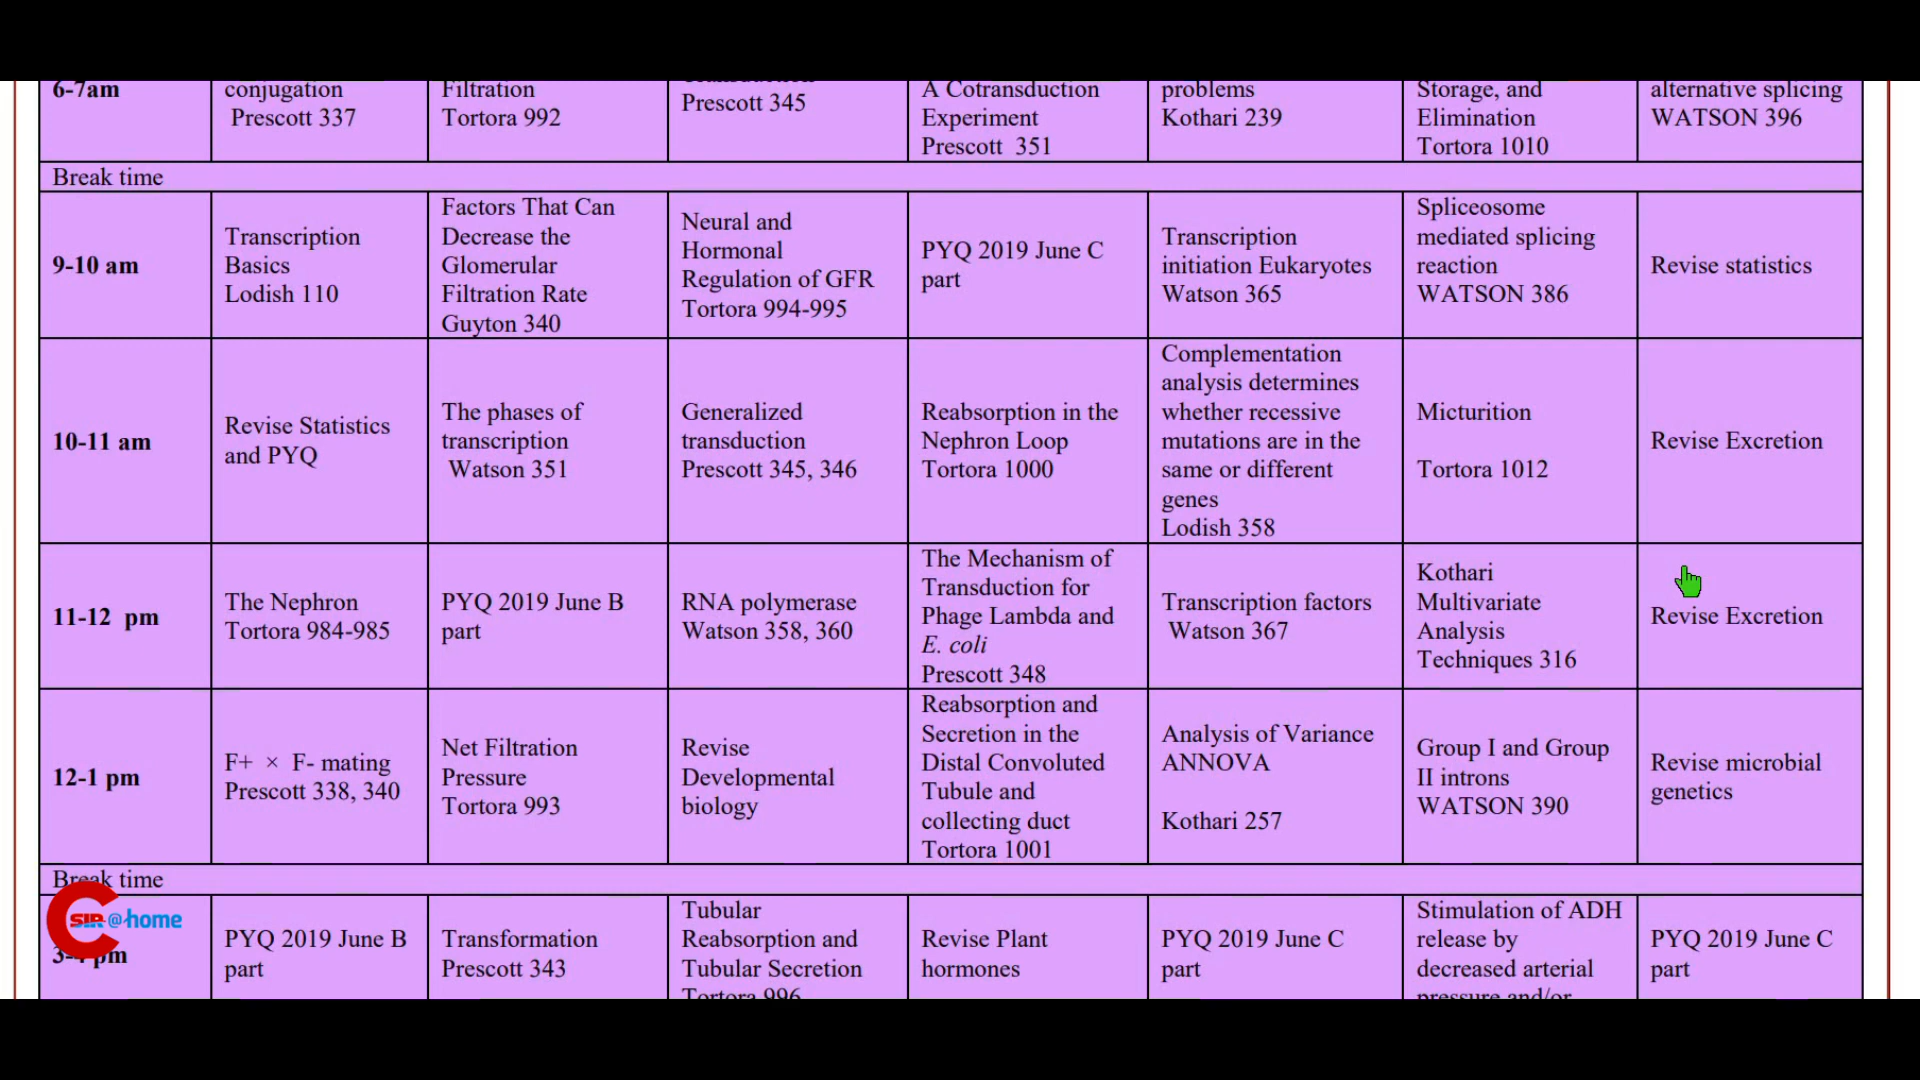 6-7am
conjugation
Prescott 337
Filtration
Tortora 992
Prescott 345
A Cotransduction
Experiment
Prescott 351
problems
Kothari 239
Storage, and
Elimination
Tortora 1010
alternative splicing
WATSON 396
Break time
9-10 am
Transcription
Basics
Lodish 110
Factors That Can
Decrease the
Glomerular
Filtration Rate
Guyton 340
Neural and
Hormonal
Regulation of GFR
Tortora 994-995
PYQ 2019 June C
part
Transcription
initiation Eukaryotes
Watson 365
Spliceosome
mediated splicing
reaction
WATSON 386
Revise statistics
10-11 am
Revise Statistics
and PYQ
The phases of
transcription
Watson 351
Generalized
transduction
Prescott 345, 346
Reabsorption in the
Nephron Loop
Tortora 1000
Complementation
analysis determines
whether recessive
mutations are in the
same or different
genes
Lodish 358
Micturition
Tortora 1012
Revise Excretion
11-12 pm
The Nephron
Tortora 984-985
PYQ 2019 June B
part
RNA polymerase
Watson 358, 360
The Mechanism of
Transduction for
Phage Lambda and
E. coli
Prescott 348
Transcription factors
Watson 367
Kothari
Multivariate
Analysis
Techniques 316
Revise Excretion
12-1 pm
F+ × F- mating
Prescott 338, 340
Net Filtration
Pressure
Tortora 993
Revise
Developmental
biology
Reabsorption and
Secretion in the
Distal Convoluted
Tubule and
collecting duct
Tortora 1001
Analysis of Variance
ANNOVA
Kothari 257
Group I and Group
II introns
WATSON 390
Revise microbial
genetics
Break time
CSIR@home
3-4 pm
PYQ 2019 June B
part
Transformation
Prescott 343
Tubular
Reabsorption and
Tubular Secretion
Tortora 996
Revise Plant
hormones
PYQ 2019 June C
part
Stimulation of ADH
release by
decreased arterial
pressure and/or
PYQ 2019 June C
part